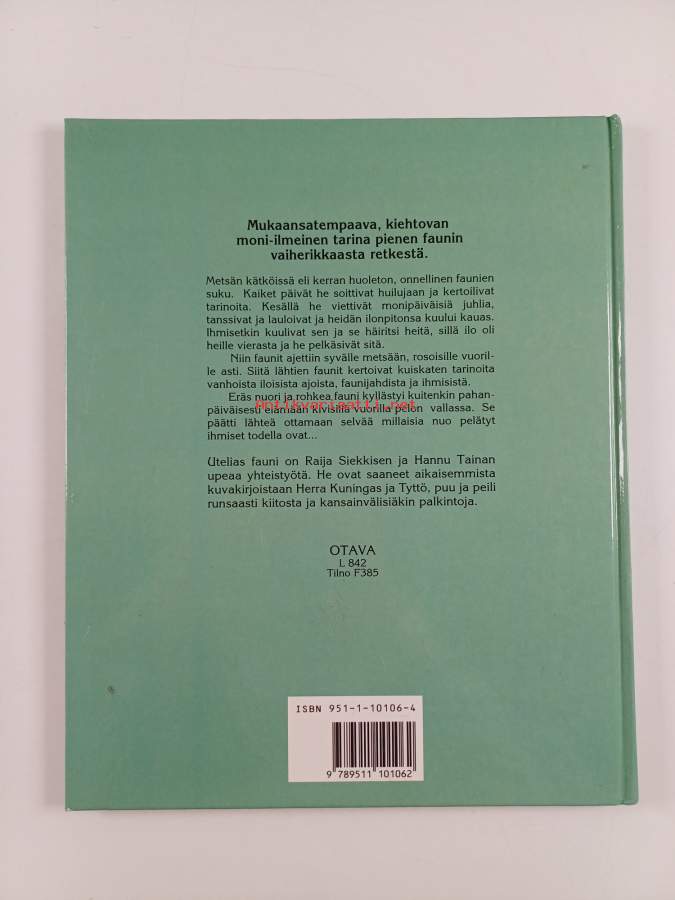 Mukaansatempaava, kiehtovan
moni-ilmeinen tarina pienen faunin
vaiherikkaasta retkestä.
Metsän kätköissä eli kerran huoleton, onnellinen faunien
suku. Kaiket päivät he soittivat huilujaan ja kertoilivat
tarinoita. Kesällä he viettivät monipäiväisiä juhlia,
tanssivat ja lauloivat ja heidän ilonpitonsa kuului kauas.
Ihmisetkin kuulivat sen ja se häiritsi heitä, sillä ilo oli
heille vierasta ja he pelkäsivät sitä.
Niin faunit ajettiin syvälle metsään, rosoisille vuoril-
le asti. Siitä lähtien faunit kertoivat kuiskaten tarinoita
vanhoista iloisista ajoista, faunijahdista ja ihmisistä.
Eräs nuori ja rohkea fauni kyllästyi kuitenkin pahan-
päiväisesti elämään kivisillä vuorilla pelon vallassa. Se
Antikvariaatti.net
päätti lähteä ottamaan selvää millaisia nuo pelätyt
ihmiset todella ovat...
Utelias fauni on Raija Siekkisen ja Hannu Tainan
upeaa yhteistyötä. He ovat saaneet aikaisemmista
kuvakirjoistaan Herra Kuningas ja Tyttö, puu ja peili
runsaasti kiitosta ja kansainvälisiäkin palkintoja.
OTAVA
L 842
Tilno F385
ISBN 951-1-10106-4
9 789511 101062